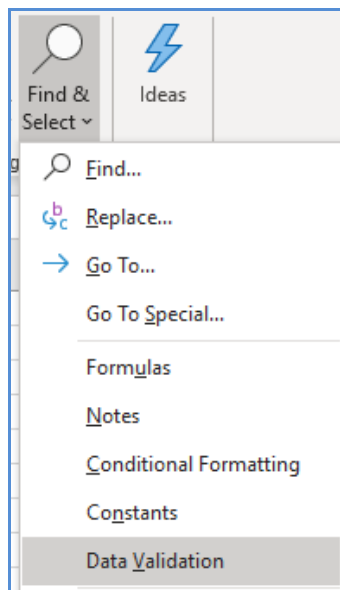 Find &
Select
Ideas
Find...
b
c
Replace...
Go To...
Go To Special...
Formulas
Notes
Conditional Formatting
Constants
Data Validation